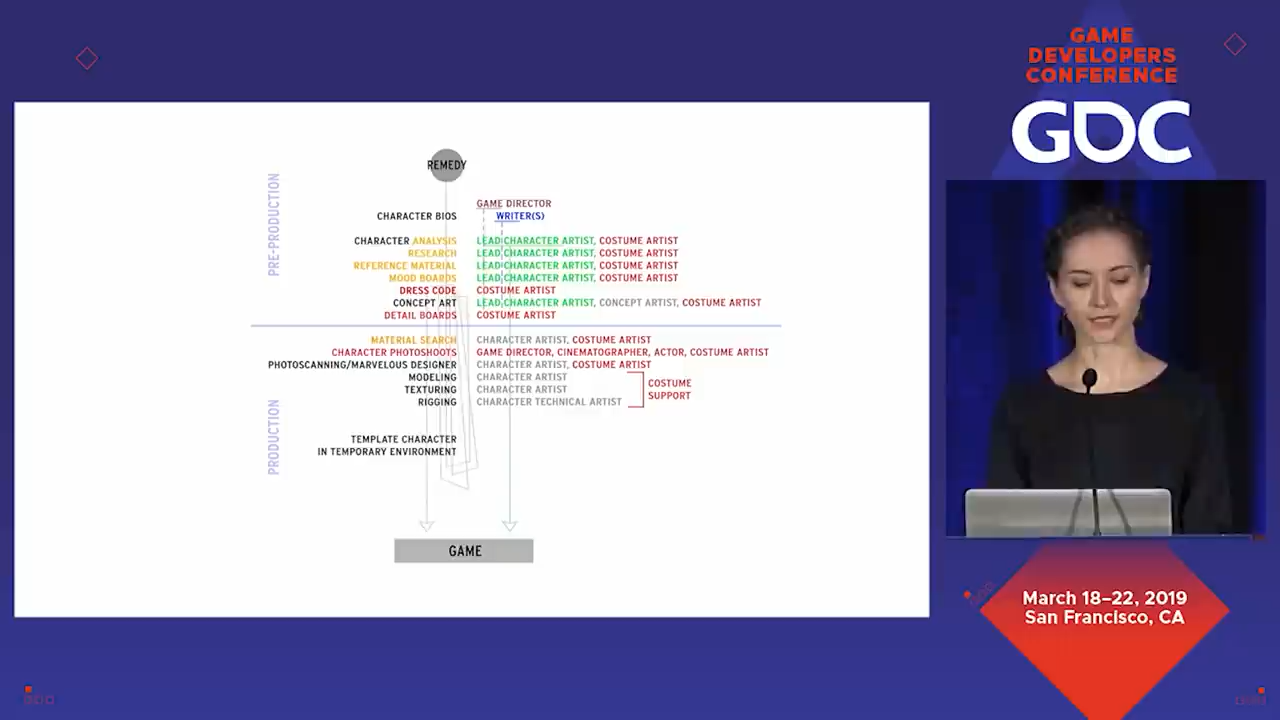 GAME
DEVELOPERS
CONFERENCE
GDC
REMEDY
PRE-PRODUCTION
GAME DIRECTOR
CHARACTER BIOS WRITER(S)
CHARACTER ANALYSIS LEAD CHARACTER ARTIST, COSTUME ARTIST
RESEARCH LEAD CHARACTER ARTIST, COSTUME ARTIST
REFERENCE MATERIAL LEAD CHARACTER ARTIST, COSTUME ARTIST
MOOD BOARDS LEAD CHARACTER ARTIST, COSTUME ARTIST
DRESS CODE COSTUME ARTIST
CONCEPT ART LEAD CHARACTER ARTIST, CONCEPT ARTIST, COSTUME ARTIST
DETAIL BOARDS COSTUME ARTIST
PRODUCTION
MATERIAL SEARCH CHARACTER ARTIST, COSTUME ARTIST
CHARACTER PHOTOSHOOTS GAME DIRECTOR, CINEMATOGRAPHER, ACTOR, COSTUME ARTIST
PHOTOSCANNING/MARVELOUS DESIGNER CHARACTER ARTIST, COSTUME ARTIST
MODELING CHARACTER ARTIST
TEXTURING CHARACTER ARTIST
RIGGING CHARACTER TECHNICAL ARTIST
COSTUME
SUPPORT
TEMPLATE CHARACTER
IN TEMPORARY ENVIRONMENT
GAME
March 18–22, 2019
San Francisco, CA